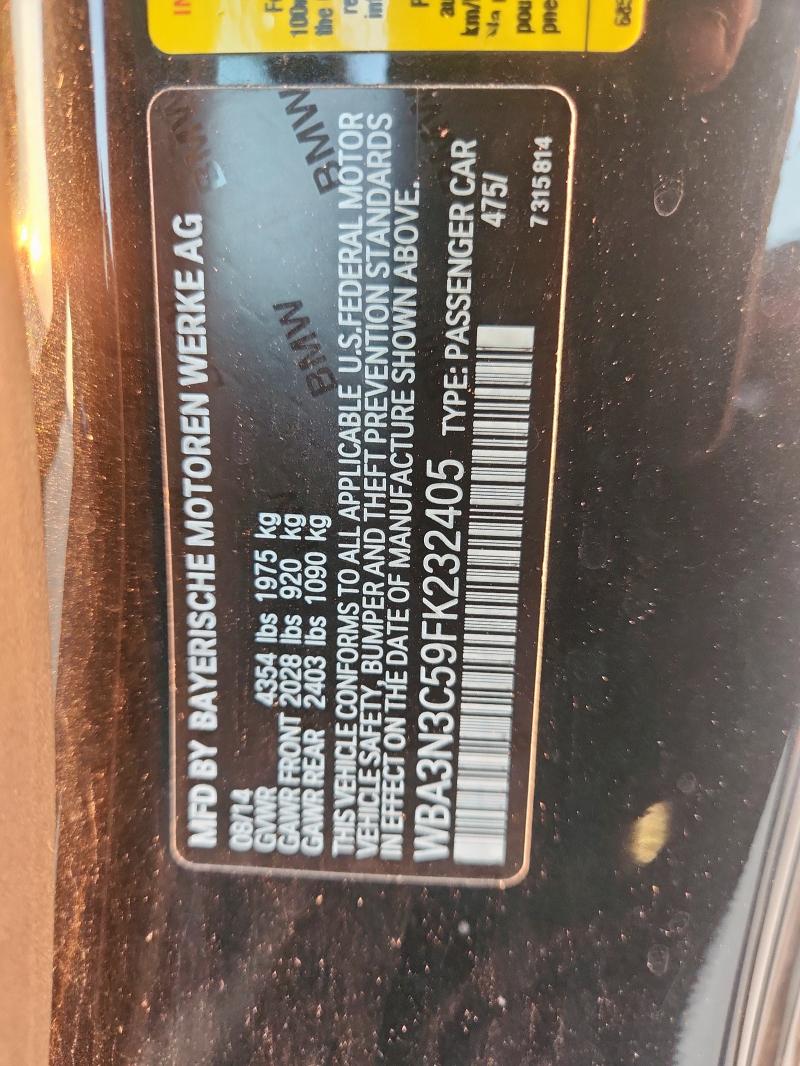 MFD BY BAYERISCHE MOTOREN WERKE AG
08/14
GVWR 4354 lbs 1975 kg
GAWR FRONT 2028 lbs 920 kg
GAWR REAR 2403 lbs 1090 kg
THIS VEHICLE CONFORMS TO ALL APPLICABLE U.S.FEDERAL MOTOR
VEHICLE SAFETY, BUMPER AND THEFT PREVENTION STANDARDS
IN EFFECT ON THE DATE OF MANUFACTURE SHOWN ABOVE..
WBA3N3C59FK232405 TYPE: PASSENGER CAR
475/
7 315 814
BMW
BMW
BMW
BMW